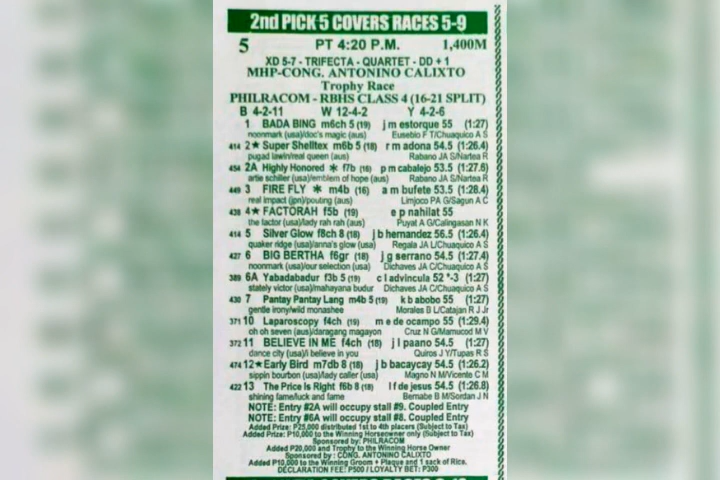 2nd PICK 5 COVERS RACES 5-9
5 PT 4:20 P.M. 1,400M
XD 5-7 - TRIFECTA - QUARTET - DD + 1
MHP-CONG. ANTONINO CALIXTO
Trophy Race
PHILRACOM - RBHS CLASS 4 (16-21 SPLIT)
B 4-2-11 W 12-4-2 Y 4-2-6
1 BADA BING m6ch 5 (19) j m estorque 55 (1:27)
noonmark (usa)/doc's magic (aus) Eusebio F T/Chuaquico A S
414 2★ Super Shelltex m6b 5 (18) r m adona 54.5 (1:26.4)
pugad lawin/real queen (aus) Rabano JA S/Nartea R
454 2A Highly Honored * f7b (16) p m cabalejo 53.5 (1:27.6)
artie schiller (usa)/emblem of hope (aus) Rabano JA S/Nartea R
449 3 FIRE FLY * m4b (16) a m bufete 53.5 (1:28.4)
real impact (jpn)/pouting (aus) Limjoco PA G/Sagun A C
438 4★ FACTORAH f5b (19) e p nahilat 55
the factor (usa)/lady rah rah (aus) Puyat A G/Calingasan N K
414 5 Silver Glow f8ch 8 (18) j b hernandez 56.5 (1:26.4)
quaker ridge (usa)/anna's glow (usa) Regala JA L/Chuaquico A S
427 6 BIG BERTHA f6gr (18) j g serrano 54.5 (1:27.4)
noonmark (usa)/our selection (usa) Dichaves JA C/Chuaquico A S
389 6A Yabadabadur f3b 5 (19) c l advincula 52 *-3 (1:27)
stately victor (usa)/mahayana budur Dichaves JA C/Chuaquico A S
430 7 Pantay Pantay Lang m4b 5 (19) k b abobo 55 (1:27)
gentle irony/wild monashee Morales B L/Catajan R J Jr
371 10 Laparoscopy f4ch (19) m e de ocampo 55 (1:29.4)
oh oh seven (aus)/daragang magayon Cruz N G/Mamucod M V
372 11 BELIEVE IN ME f4ch (18) j l paano 54.5 (1:27)
dance city (usa)/i believe in you Quiros J Y/Tupas R S
474 12★ Early Bird m7db 8 (18) j b bacaycay 54.5 (1:26.2)
sippin bourbon (usa)/lady caller (usa) Magno N M/Vicente C M
422 13 The Price Is Right f6b 8 (18) l f de jesus 54.5 (1:26.8)
shining fame/luck and fame Bernabe B M/Sordan J N
NOTE: Entry #2A will occupy stall #9. Coupled Entry
NOTE: Entry #6A will occupy stall #8. Coupled Entry
Added Prize: P25,000 distributed 1st to 4th placers (Subject to Tax)
Added Prize: P10,000 to the Winning Horseowner only (Subject to Tax)
Sponsored by: PHILRACOM
Added P20,000 and Trophy to the Winning Horse Owner
Sponsored by : CONG. ANTONINO CALIXTO
Added P10,000 to the Winning Groom + Plaque and 1 sack of Rice.
DECLARATION FEE: P500 / LOYALTY BET: P300